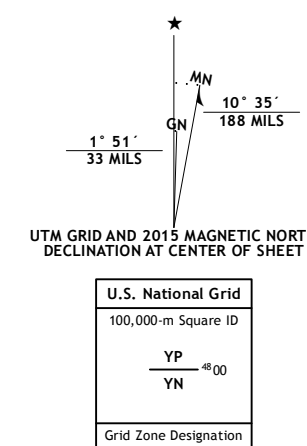 ★
MN
GN
10° 35´
188 MILS
1° 51´
33 MILS
UTM GRID AND 2015 MAGNETIC NORT
DECLINATION AT CENTER OF SHEET
U.S. National Grid
100,000-m Square ID
YP
4800
YN
Grid Zone Designation